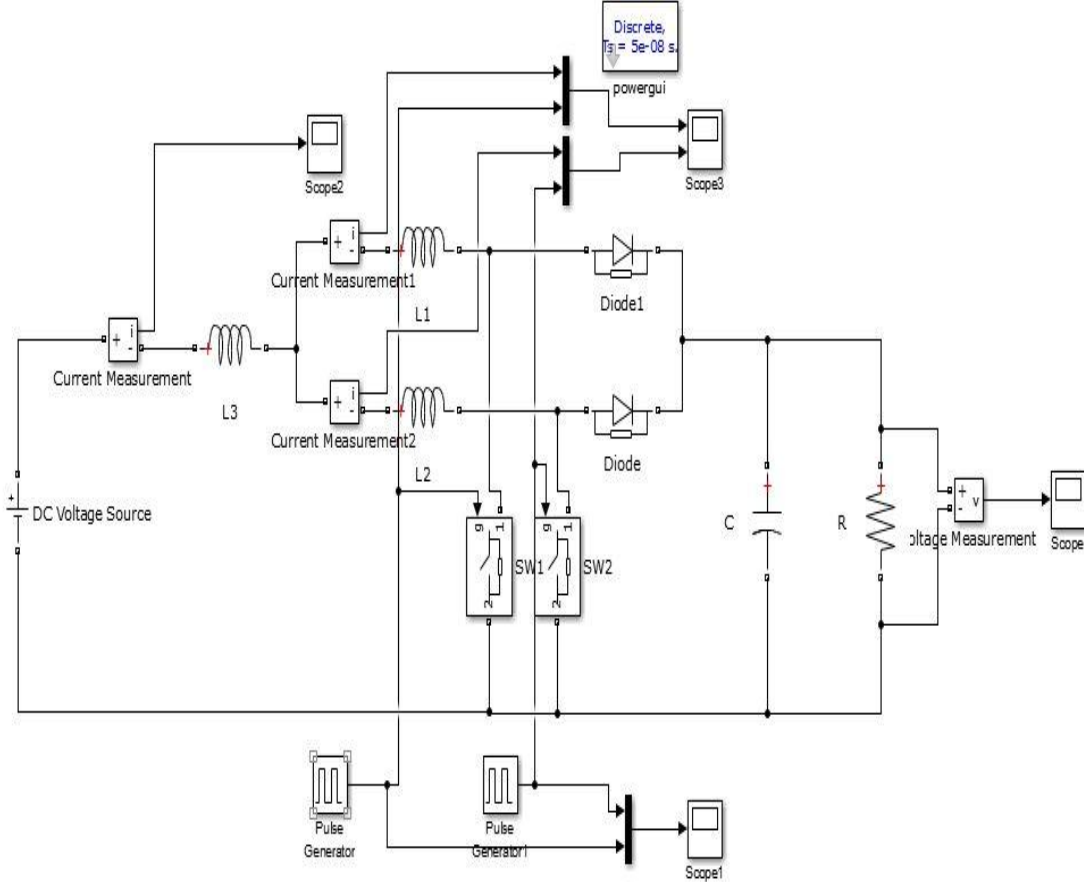 Discrete,
Ts = 5e-08 s.
powergui
Scope2
Scope3
i
+
-
Current Measurement1
L1
Diode1
i
+
-
Current Measurement
L3
i
+
-
Current Measurement2
L2
Diode
+
DC Voltage Source
g
1
2
SW1
g
1
2
SW2
C
R
+
-
v
oltage Measurement
Scope
Pulse
Generator
Pulse
Generator1
Scope1